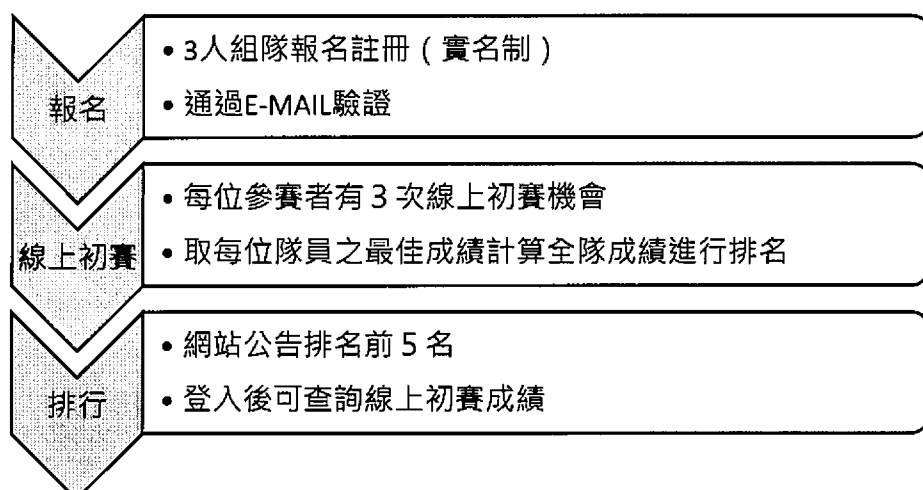 報名
• 3人組隊報名註冊（實名制）
• 通過E-MAIL驗證
線上初賽
• 每位參賽者有 3 次線上初賽機會
• 取每位隊員之最佳成績計算全隊成績進行排名
排行
• 網站公告排名前 5 名
• 登入後可查詢線上初賽成績